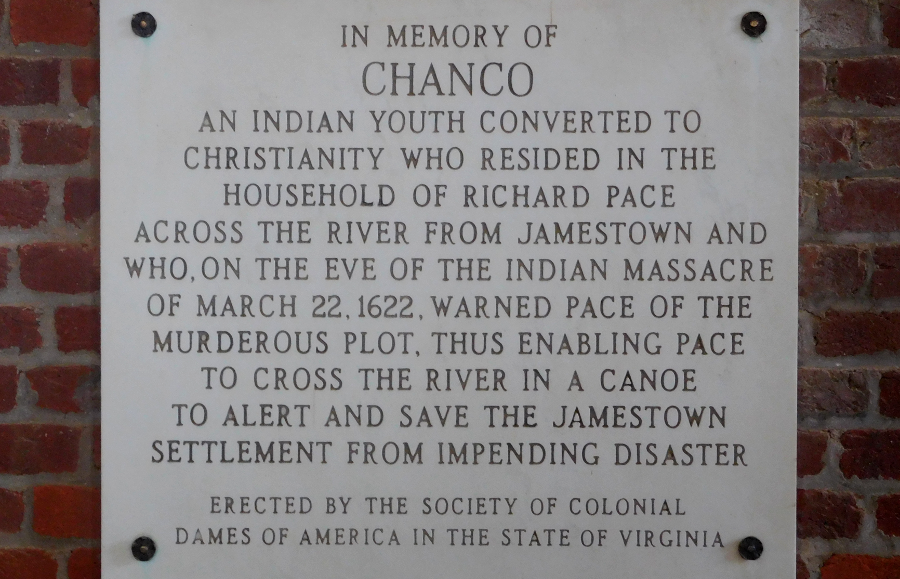 IN MEMORY OF
CHANCO
AN INDIAN YOUTH CONVERTED TO
CHRISTIANITY WHO RESIDED IN THE
HOUSEHOLD OF RICHARD PACE
ACROSS THE RIVER FROM JAMESTOWN AND
WHO, ON THE EVE OF THE INDIAN MASSACRE
OF MARCH 22, 1622, WARNED PACE OF THE
MURDEROUS PLOT, THUS ENABLING PACE
TO CROSS THE RIVER IN A CANOE
TO ALERT AND SAVE THE JAMESTOWN
SETTLEMENT FROM IMPENDING DISASTER
ERECTED BY THE SOCIETY OF COLONIAL
DAMES OF AMERICA IN THE STATE OF VIRGINIA